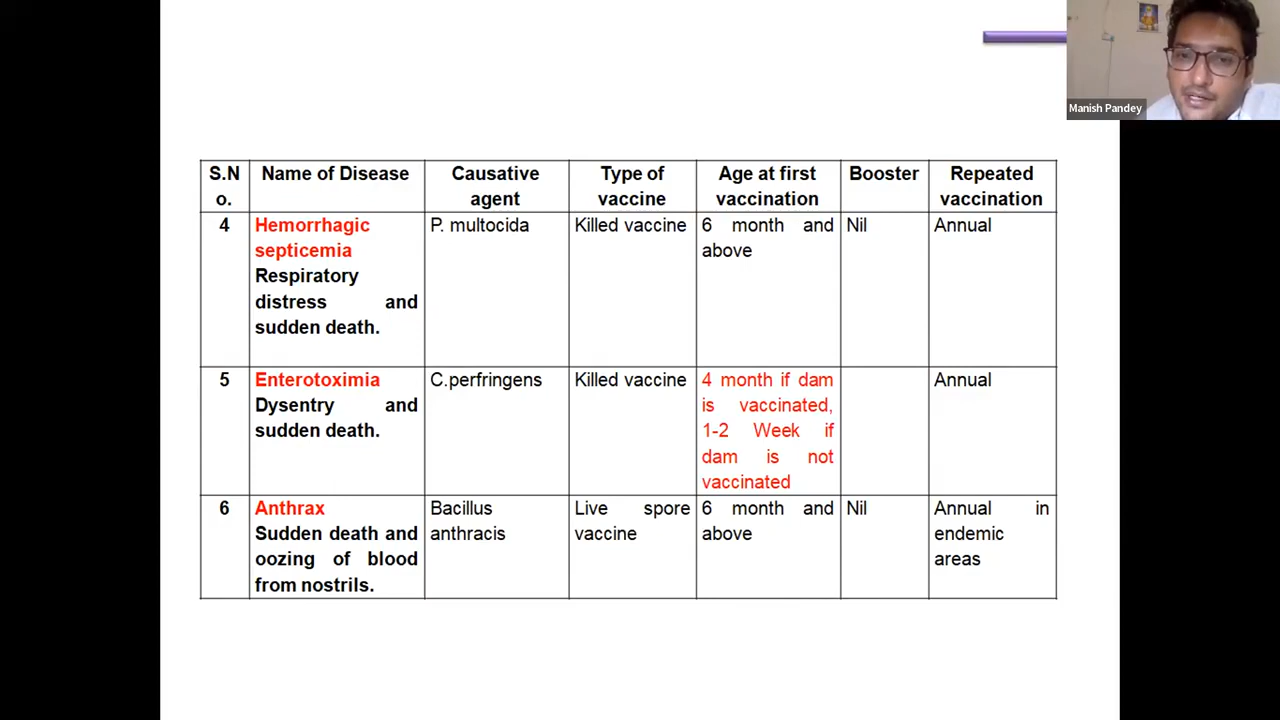 Manish Pandey
S.N
o.
Name of Disease
Causative
agent
Type of
vaccine
Age at first
vaccination
Booster
Repeated
vaccination
4
Hemorrhagic
septicemia
Respiratory
distress and
sudden death.
P. multocida
Killed vaccine
6 month and
above
Nil
Annual
5
Enterotoximia
Dysentry and
sudden death.
C.perfringens
Killed vaccine
4 month if dam
is vaccinated,
1-2 Week if
dam is not
vaccinated
Annual
6
Anthrax
Sudden death and
oozing of blood
from nostrils.
Bacillus
anthracis
Live spore
vaccine
6 month and
above
Nil
Annual in
endemic
areas